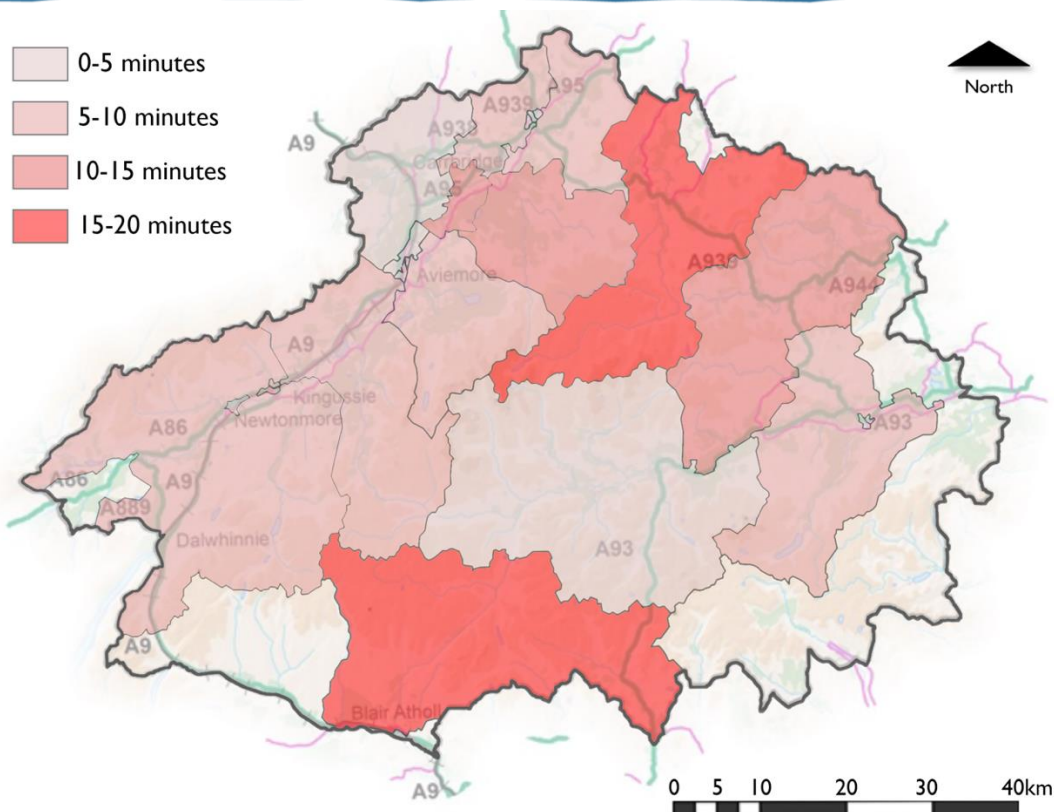 0-5 minutes
5-10 minutes
10-15 minutes
15-20 minutes
North
A95
A939
A9
A938
Carrbridge
A95
A939
Aviemore
A944
A9
Kingussie
Newtonmore
A86
A93
A86
A9
A889
Dalwhinnie
A93
A9
Blair Atholl
A9
0 5 10 20 30 40km